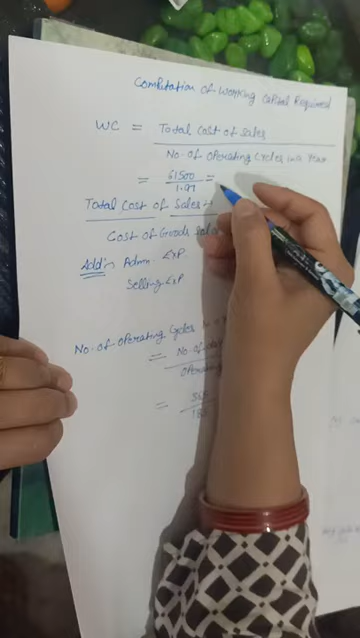 Computation of Working Capital Required
WC = Total Cost of Sales
No. of Operating Cycles in a Year
= 61500 =
1.97
Total Cost of Sales
Cost of Goods
Add:n Admn. Exp.
Selling Exp
No. of Operating Cycles
= No. of
Operating
=